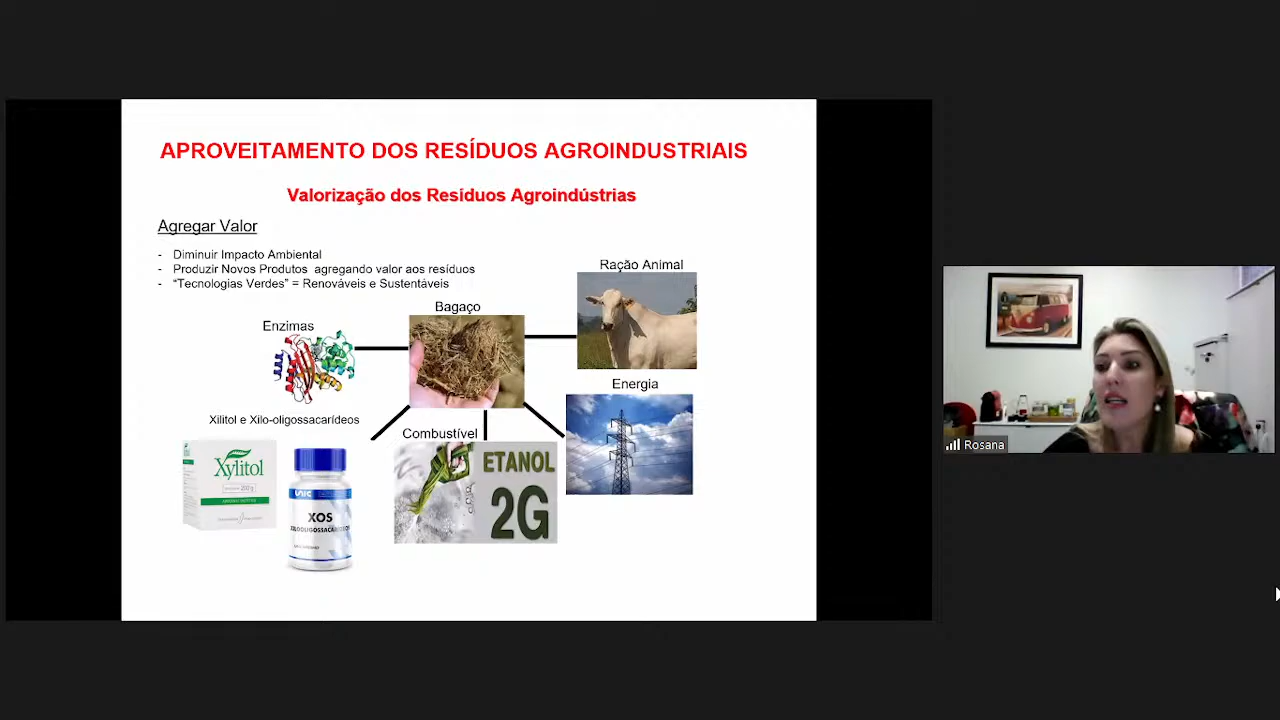 APROVEITAMENTO DOS RESÍDUOS AGROINDUSTRIAIS
Valorização dos Resíduos Agroindústrias
Agregar Valor
- Diminuir Impacto Ambiental
- Produzir Novos Produtos agregando valor aos resíduos
- “Tecnologias Verdes” = Renováveis e Sustentáveis
Ração Animal
Bagaço
Enzimas
Energia
Xilitol e Xilo-oligossacarídeos
Combustível
Xylitol
ETANOL
2G
XOS
XILOOLIGOSSACARÍDEOS
Rosana